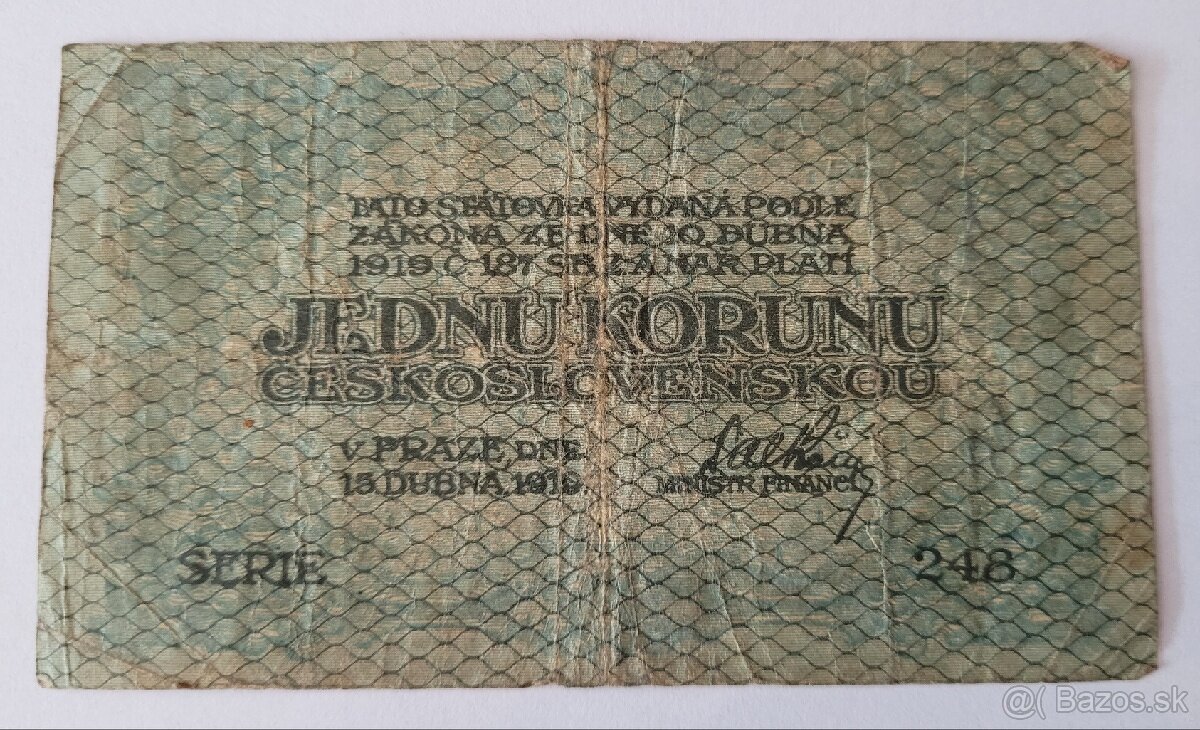 TATO STÁTOVKA VYDANÁ PODLE
ZÁKONA ZE DNE 10. DUBNA
1919 Č 187 SB. Z. A NAŘ. PLATÍ
JEDNU KORUNU
ČESKOSLOVENSKOU
V PRAZE, DNE
15. DUBNA 1919.
MINISTR FINANCÍ
SERIE 248
@( Bazos.sk